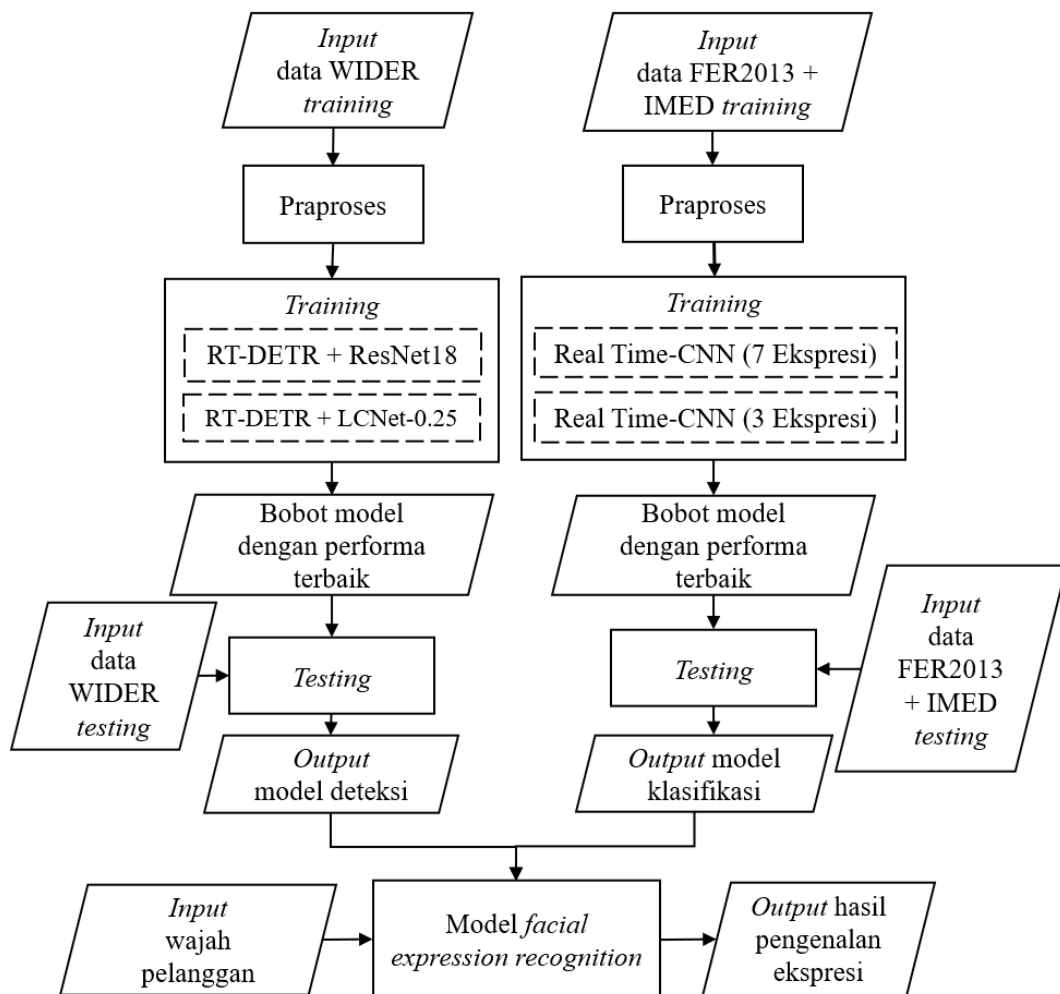 Input
data WIDER
training
Input
data FER2013 +
IMED training
Praproses
Praproses
Training
RT-DETR + ResNet18
RT-DETR + LCNet-0.25
Training
Real Time-CNN (7 Ekspresi)
Real Time-CNN (3 Ekspresi)
Bobot model
dengan performa
terbaik
Bobot model
dengan performa
terbaik
Input
data
WIDER
testing
Testing
Testing
Input
data
FER2013
+ IMED
testing
Output
model deteksi
Output model
klasifikasi
Input
wajah
pelanggan
Model facial
expression recognition
Output hasil
pengenalan
ekspresi